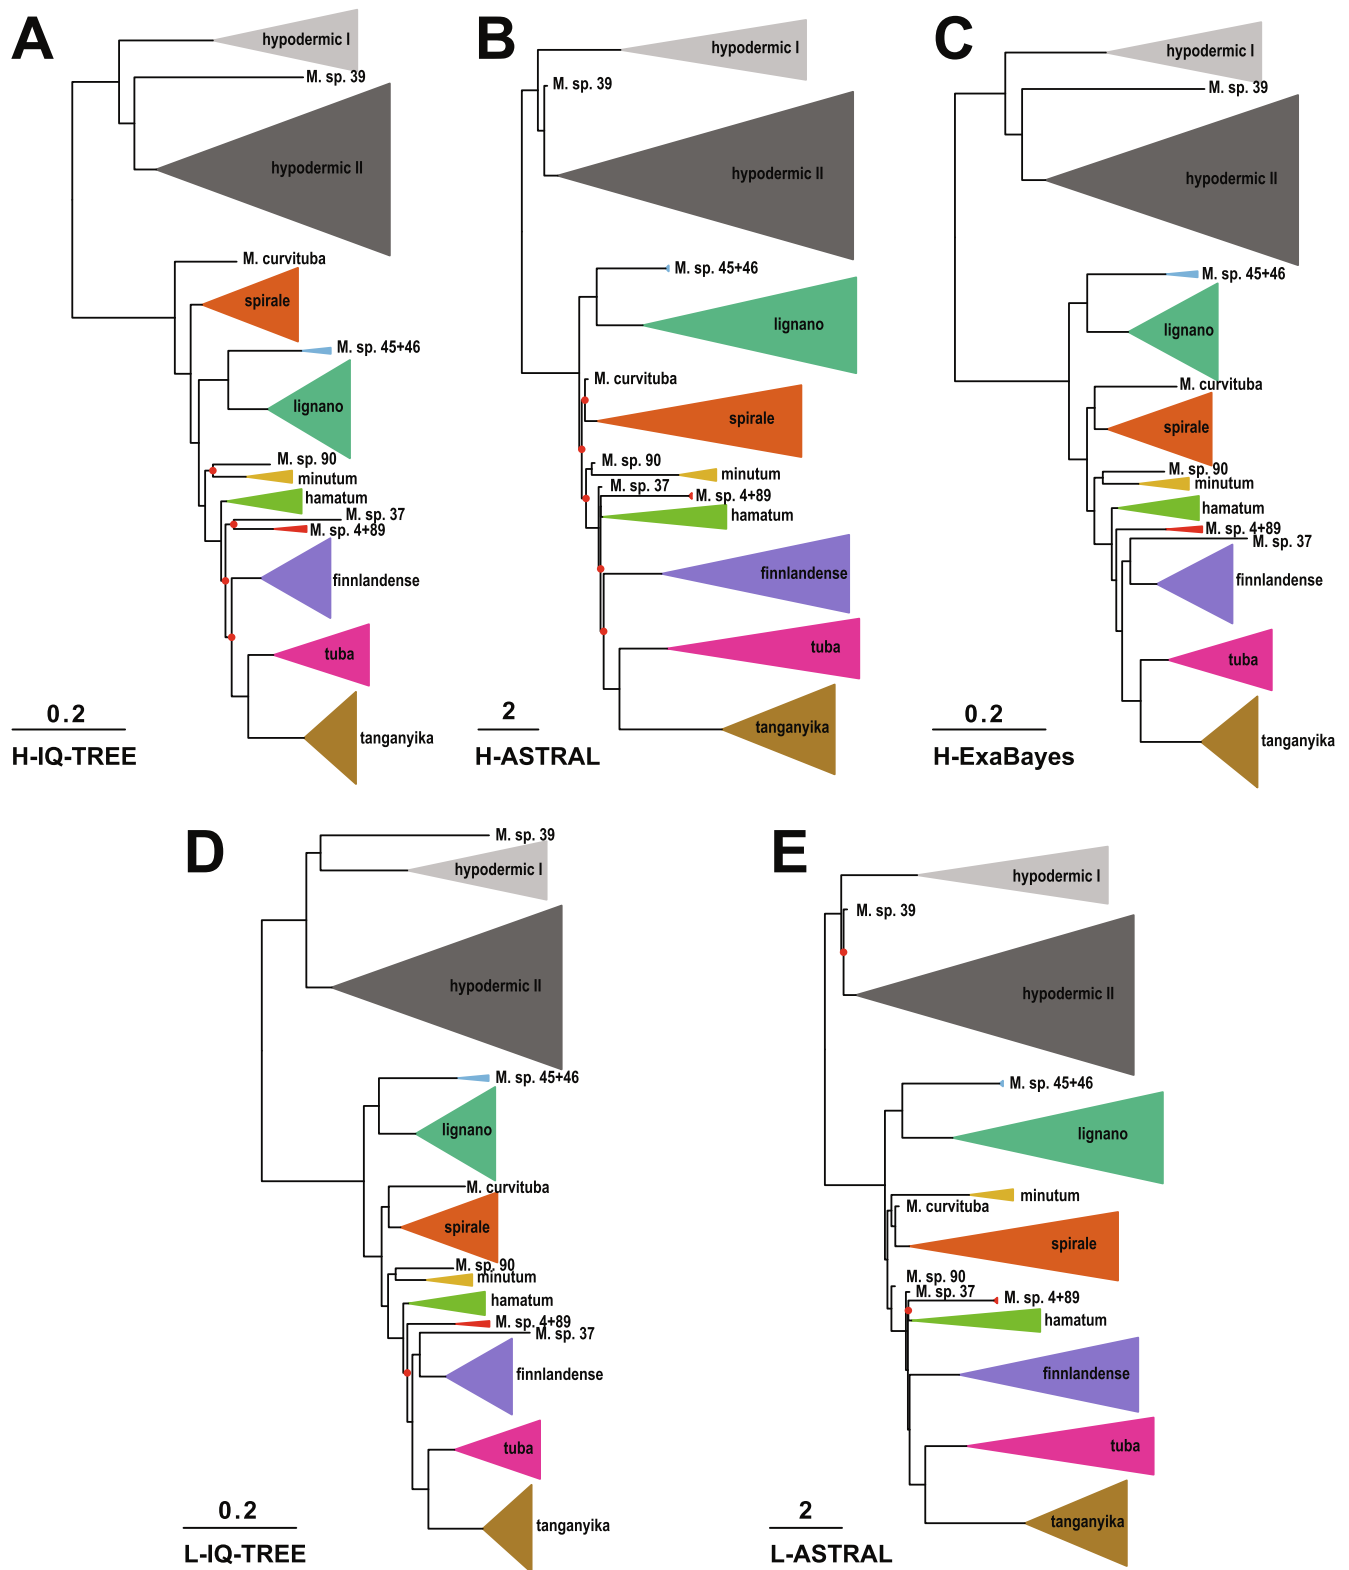 A
hypodermic I
M. sp. 39
hypodermic II
M. curvituba
spirale
M. sp. 45+46
lignano
M. sp. 90
minutum
hamatum
M. sp. 37
M. sp. 4+89
finnlandense
tuba
tanganyika
0.2
H-IQ-TREE
B
hypodermic I
M. sp. 39
hypodermic II
M. sp. 45+46
lignano
M. curvituba
spirale
M. sp. 90
minutum
M. sp. 37
M. sp. 4+89
hamatum
finnlandense
tuba
tanganyika
2
H-ASTRAL
C
hypodermic I
M. sp. 39
hypodermic II
M. sp. 45+46
lignano
M. curvituba
spirale
M. sp. 90
minutum
hamatum
M. sp. 4+89
M. sp. 37
finnlandense
tuba
tanganyika
0.2
H-ExaBayes
D
M. sp. 39
hypodermic I
hypodermic II
M. sp. 45+46
lignano
M. curvituba
spirale
M. sp. 90
minutum
hamatum
M. sp. 4+89
M. sp. 37
finnlandense
tuba
tanganyika
0.2
L-IQ-TREE
E
hypodermic I
M. sp. 39
hypodermic II
M. sp. 45+46
lignano
minutum
M. curvituba
spirale
M. sp. 90
M. sp. 37
M. sp. 4+89
hamatum
finnlandense
tuba
tanganyika
2
L-ASTRAL